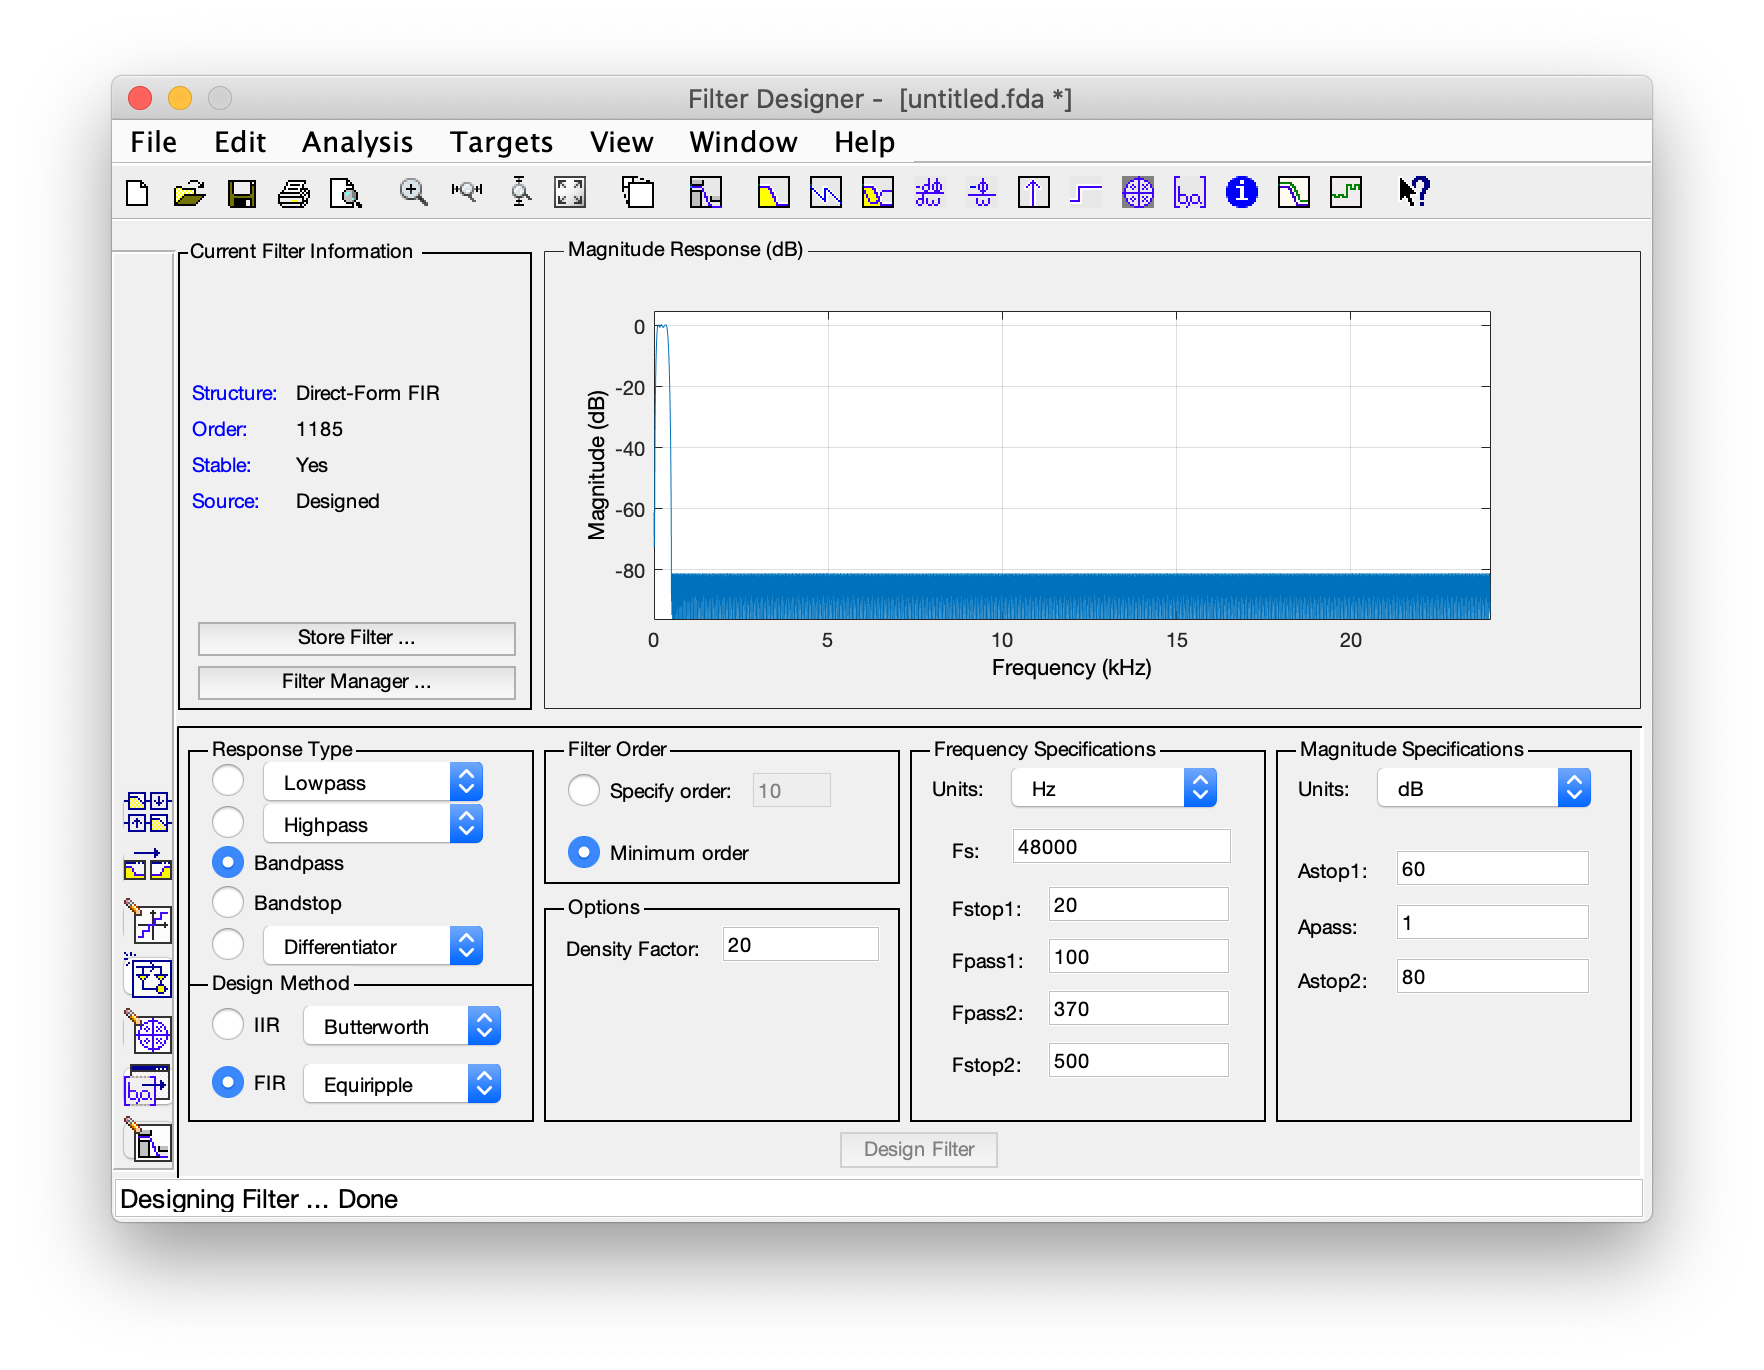 Filter Designer - [untitled.fda *]
File Edit Analysis Targets View Window Help
Current Filter Information
Structure: Direct-Form FIR
Order: 1185
Stable: Yes
Source: Designed
Store Filter ...
Filter Manager ...
Magnitude Response (dB)
0
-20
-40
-60
-80
Magnitude (dB)
0 5 10 15 20
Frequency (kHz)
Response Type
Lowpass
Highpass
Bandpass
Bandstop
Differentiator
Design Method
IIR Butterworth
FIR Equiripple
Filter Order
Specify order: 10
Minimum order
Options
Density Factor: 20
Frequency Specifications
Units: Hz
Fs: 48000
Fstop1: 20
Fpass1: 100
Fpass2: 370
Fstop2: 500
Magnitude Specifications
Units: dB
Astop1: 60
Apass: 1
Astop2: 80
Design Filter
Designing Filter ... Done